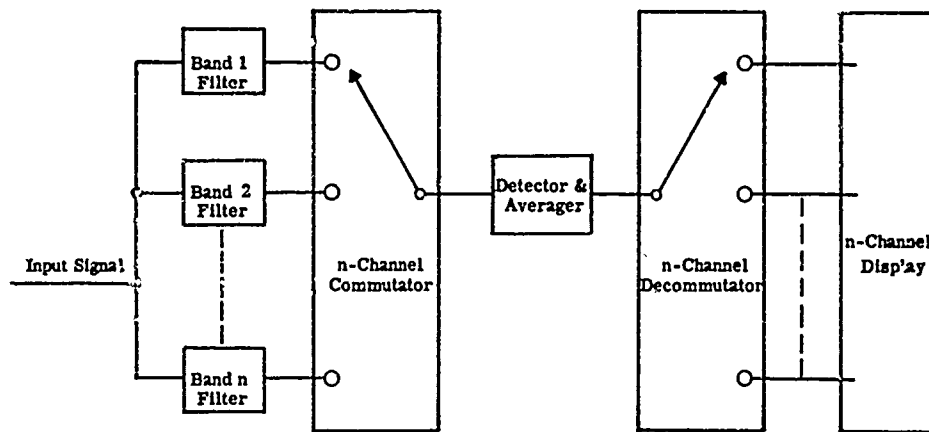 Band 1
Filter
Band 2
Filter
Input Signal
Band n
Filter
n-Channel
Commutator
Detector &
Averager
n-Channel
Decommutator
n-Channel
Display